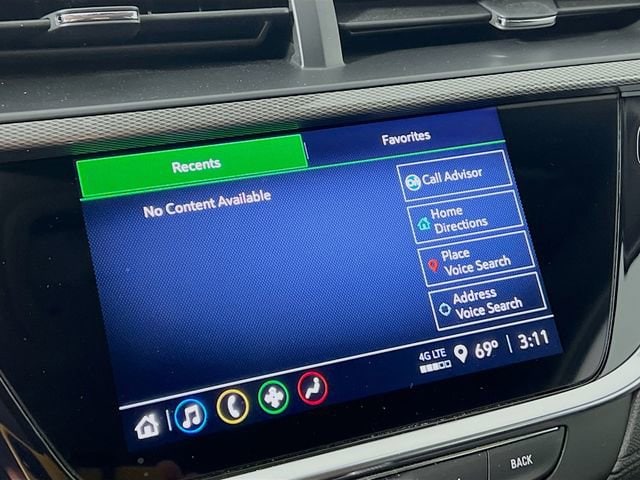 Recents
Favorites
No Content Available
On Call Advisor
Home
Directions
Place
Voice Search
Address
Voice Search
4G LTE
69°
3:11
BACK